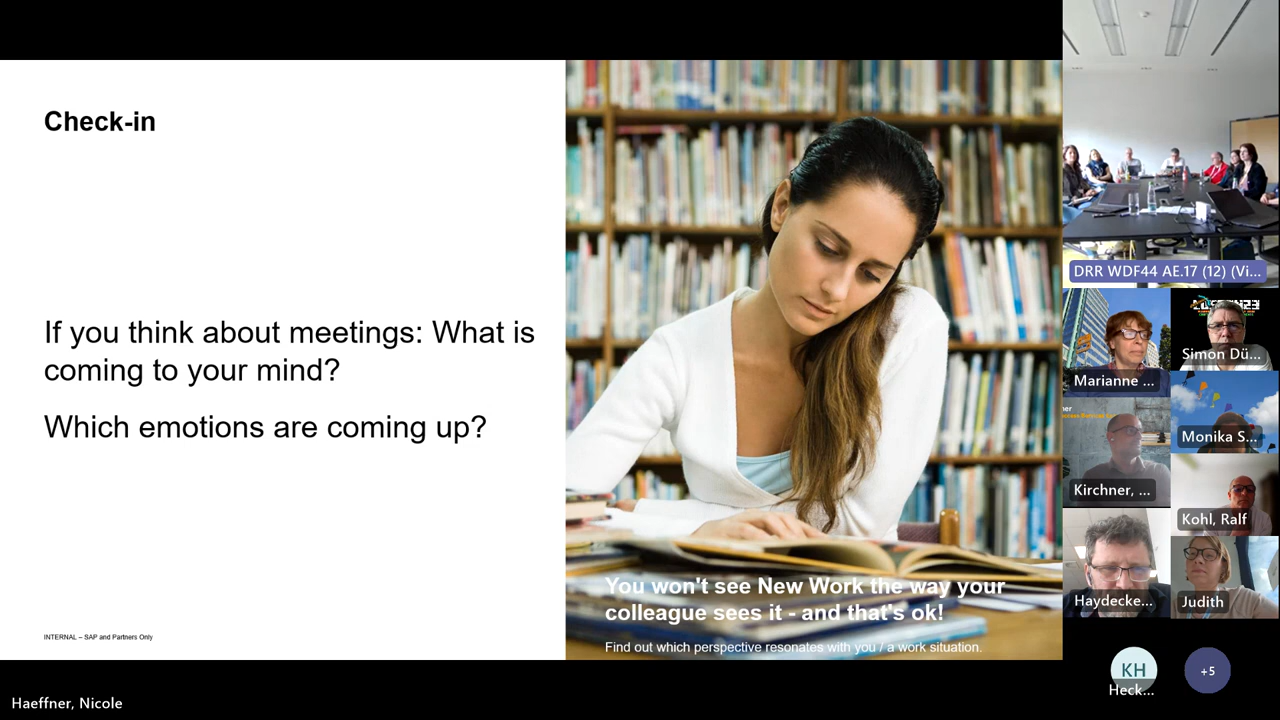 Check-in
If you think about meetings: What is
coming to your mind?
Which emotions are coming up?
INTERNAL – SAP and Partners Only
You won't see New Work the way your
colleague sees it - and that's ok!
Find out which perspective resonates with you / a work situation.
Haeffner, Nicole
DRR WDF44 AE.17 (12) (Vi...
Marianne ...
Simon Dü...
Kirchner, ...
Monika S...
Kohl, Ralf
Haydecke...
Judith
KH
Heck...
+5